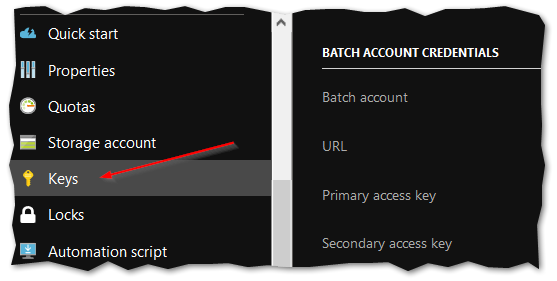 Quick start
Properties
Quotas
Storage account
Keys
Locks
Automation script
BATCH ACCOUNT CREDENTIALS
Batch account
URL
Primary access key
Secondary access key